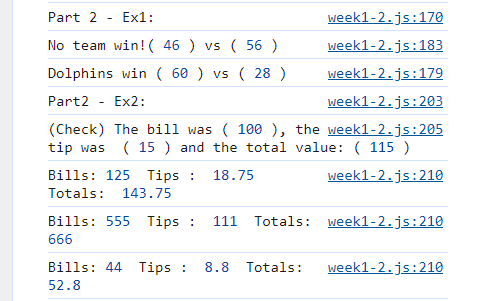 Part 2 - Ex1: week1-2.js:170
No team win!( 46 ) vs ( 56 ) week1-2.js:183
Dolphins win ( 60 ) vs ( 28 ) week1-2.js:179
Part2 - Ex2: week1-2.js:203
(Check) The bill was ( 100 ), the week1-2.js:205
tip was  ( 15 ) and the total value: ( 115 )
Bills: 125  Tips :  18.75 week1-2.js:210
Totals:  143.75
Bills: 555  Tips :  111  Totals: week1-2.js:210
666
Bills: 44  Tips :  8.8  Totals: week1-2.js:210
52.8